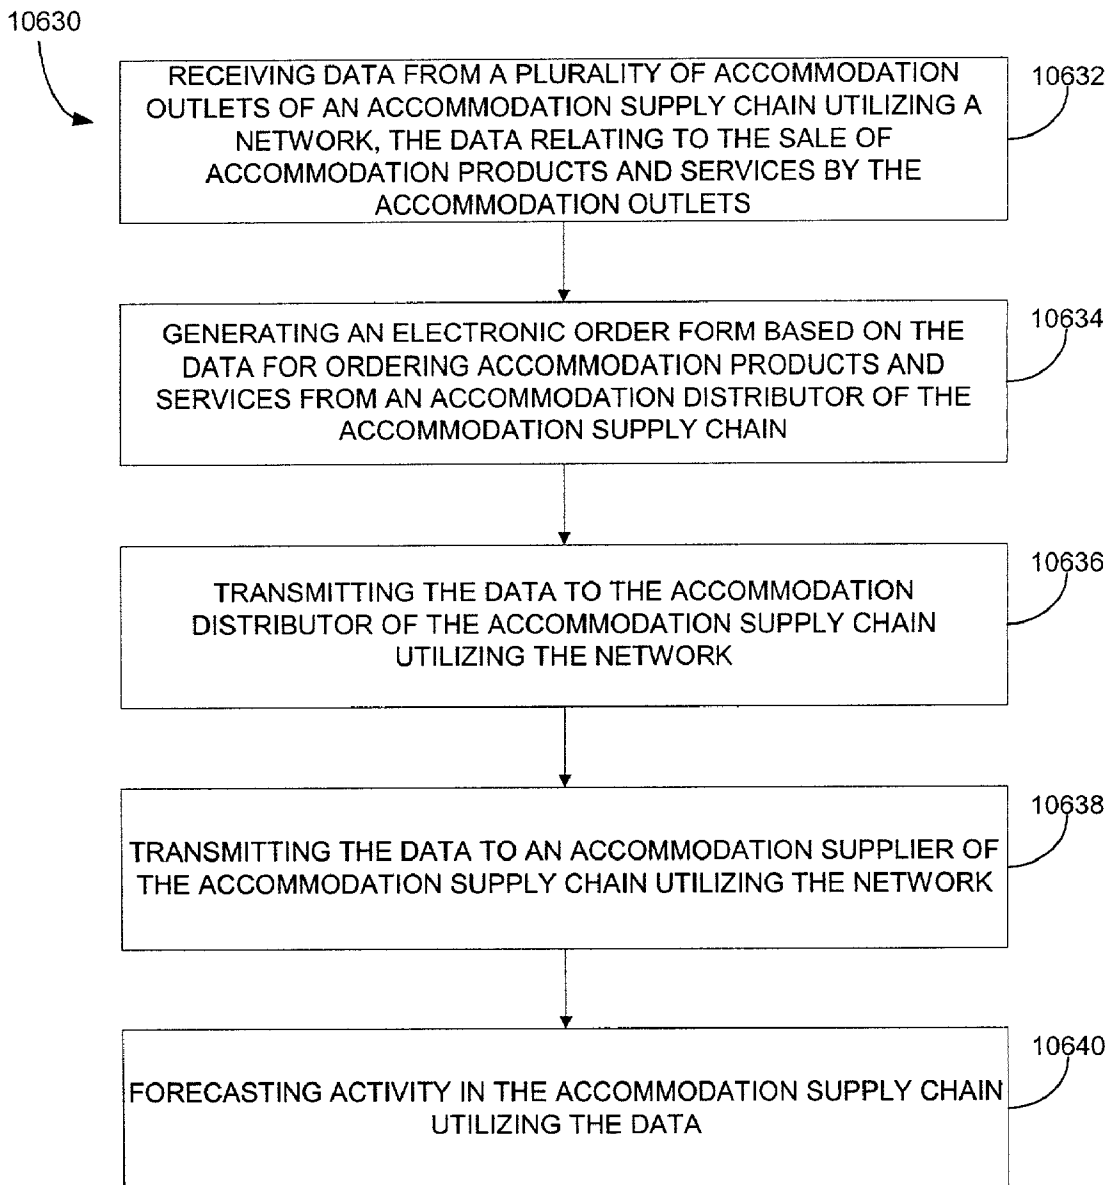 10630
10632
RECEIVING DATA FROM A PLURALITY OF ACCOMMODATION
OUTLETS OF AN ACCOMMODATION SUPPLY CHAIN UTILIZING A
NETWORK, THE DATA RELATING TO THE SALE OF
ACCOMMODATION PRODUCTS AND SERVICES BY THE
ACCOMMODATION OUTLETS
10634
GENERATING AN ELECTRONIC ORDER FORM BASED ON THE
DATA FOR ORDERING ACCOMMODATION PRODUCTS AND
SERVICES FROM AN ACCOMMODATION DISTRIBUTOR OF THE
ACCOMMODATION SUPPLY CHAIN
10636
TRANSMITTING THE DATA TO THE ACCOMMODATION
DISTRIBUTOR OF THE ACCOMMODATION SUPPLY CHAIN
UTILIZING THE NETWORK
10638
TRANSMITTING THE DATA TO AN ACCOMMODATION SUPPLIER OF
THE ACCOMMODATION SUPPLY CHAIN UTILIZING THE NETWORK
10640
FORECASTING ACTIVITY IN THE ACCOMMODATION SUPPLY CHAIN
UTILIZING THE DATA